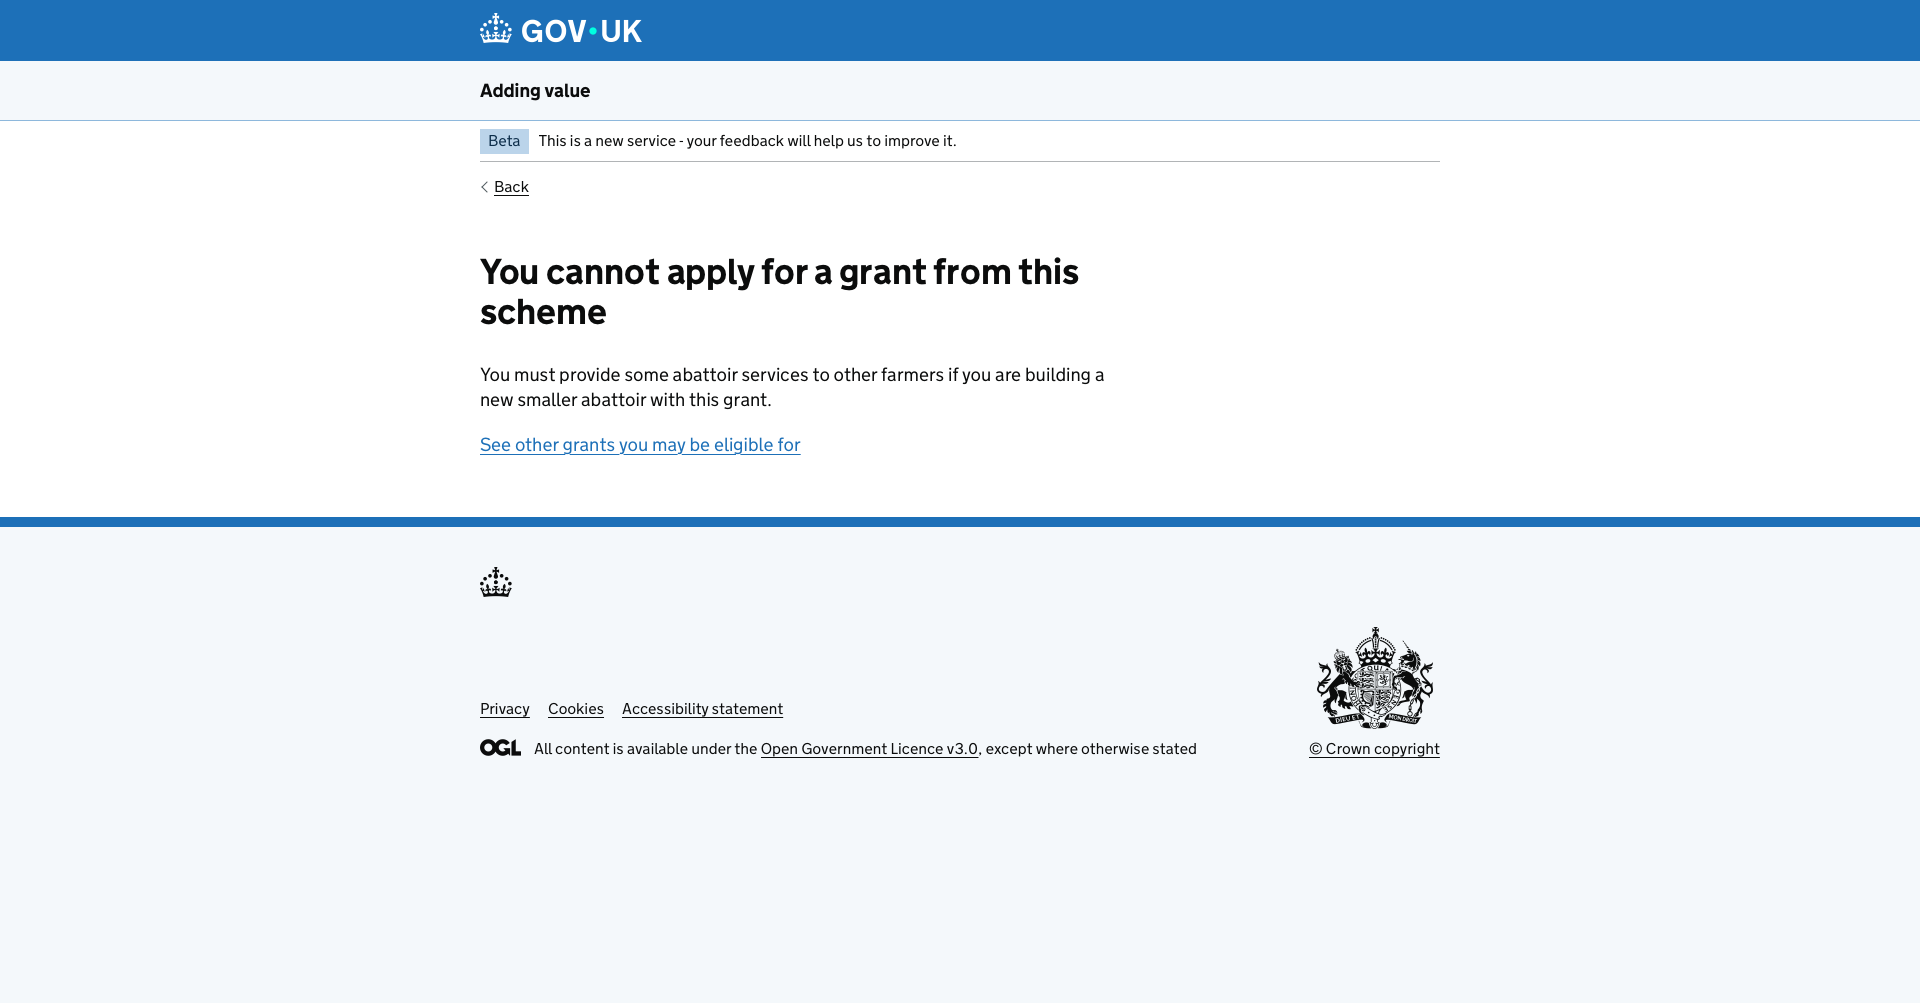 GOV·UK
Adding value
Beta This is a new service - your feedback will help us to improve it.
Back
You cannot apply for a grant from this
scheme
You must provide some abattoir services to other farmers if you are building a
new smaller abattoir with this grant.
See other grants you may be eligible for
QUI
DIEU ET MON DROIT
Privacy Cookies Accessibility statement
OGL All content is available under the Open Government Licence v3.0, except where otherwise stated
© Crown copyright